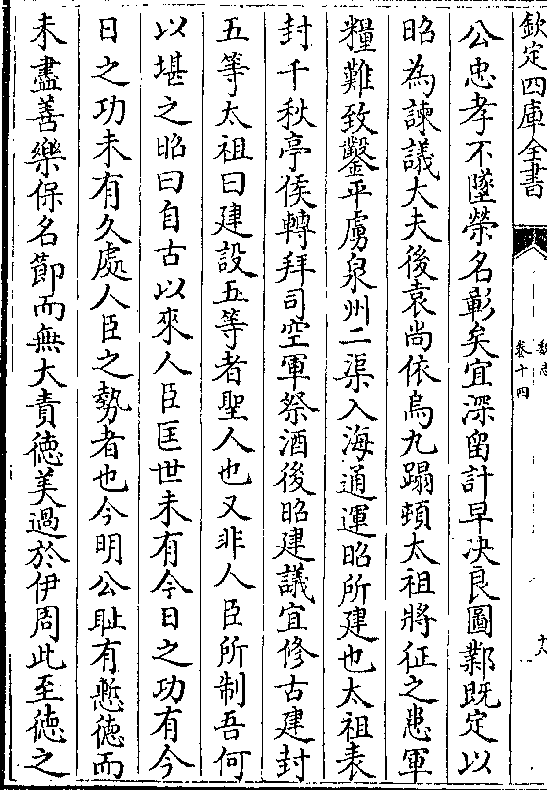 欽定四庫全書
魏志
卷十四
十六
公忠孝不墜榮名彰矣宜深留計早决良圖鄴既定以
昭為諫議大夫後袁尚依烏丸蹋頓太祖將征之患軍
糧難致鑿平虜泉州二渠入海通運昭所建也太祖表
封千秋亭侯轉拜司空軍祭酒後昭建議宜修古建封
五等太祖曰建設五等者聖人也又非人臣所制吾何
以堪之昭曰自古以來人臣匡世未有今日之功有今
日之功未有久處人臣之勢者也今明公耻有慙德而
未盡善樂保名節而無大責德美過於伊周此至德之